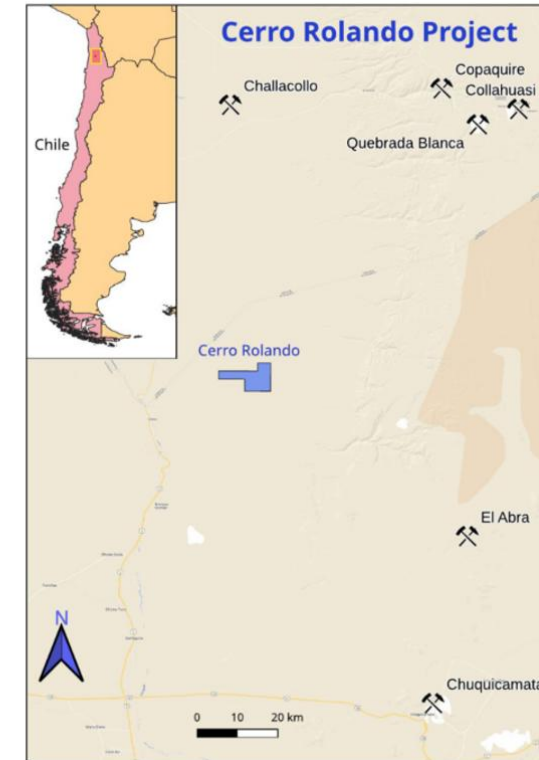 Cerro Rolando Project
Challacollo
Copaquire
Collahuasi
Chile
Quebrada Blanca
Cerro Rolando
El Abra
N
Chuquicamata
0 10 20 km